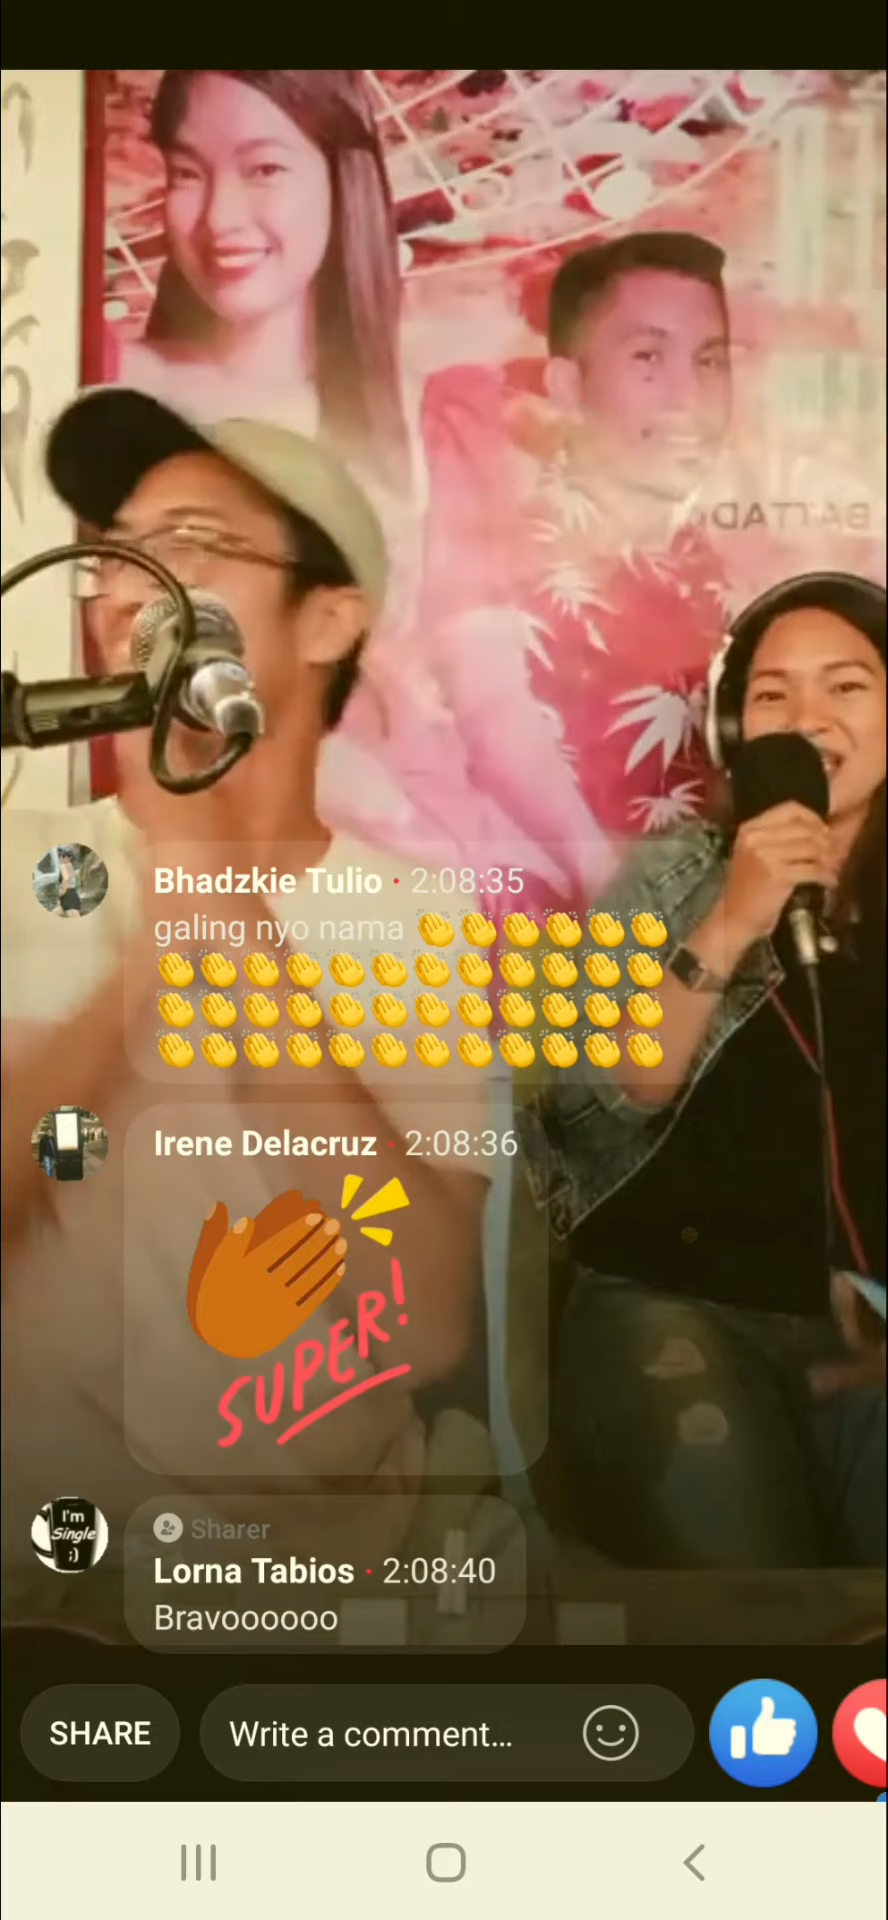 BATTAD
Bhadzkie Tulio · 2:08:35
galing nyo nama 👏👏👏👏👏👏
👏👏👏👏👏👏👏👏👏👏👏👏
👏👏👏👏👏👏👏👏👏👏👏👏
👏👏👏👏👏👏👏👏👏👏👏👏
Irene Delacruz · 2:08:36
SUPER!
I'm
Single
;)
Sharer
Lorna Tabios · 2:08:40
Bravoooooo
SHARE
Write a comment...